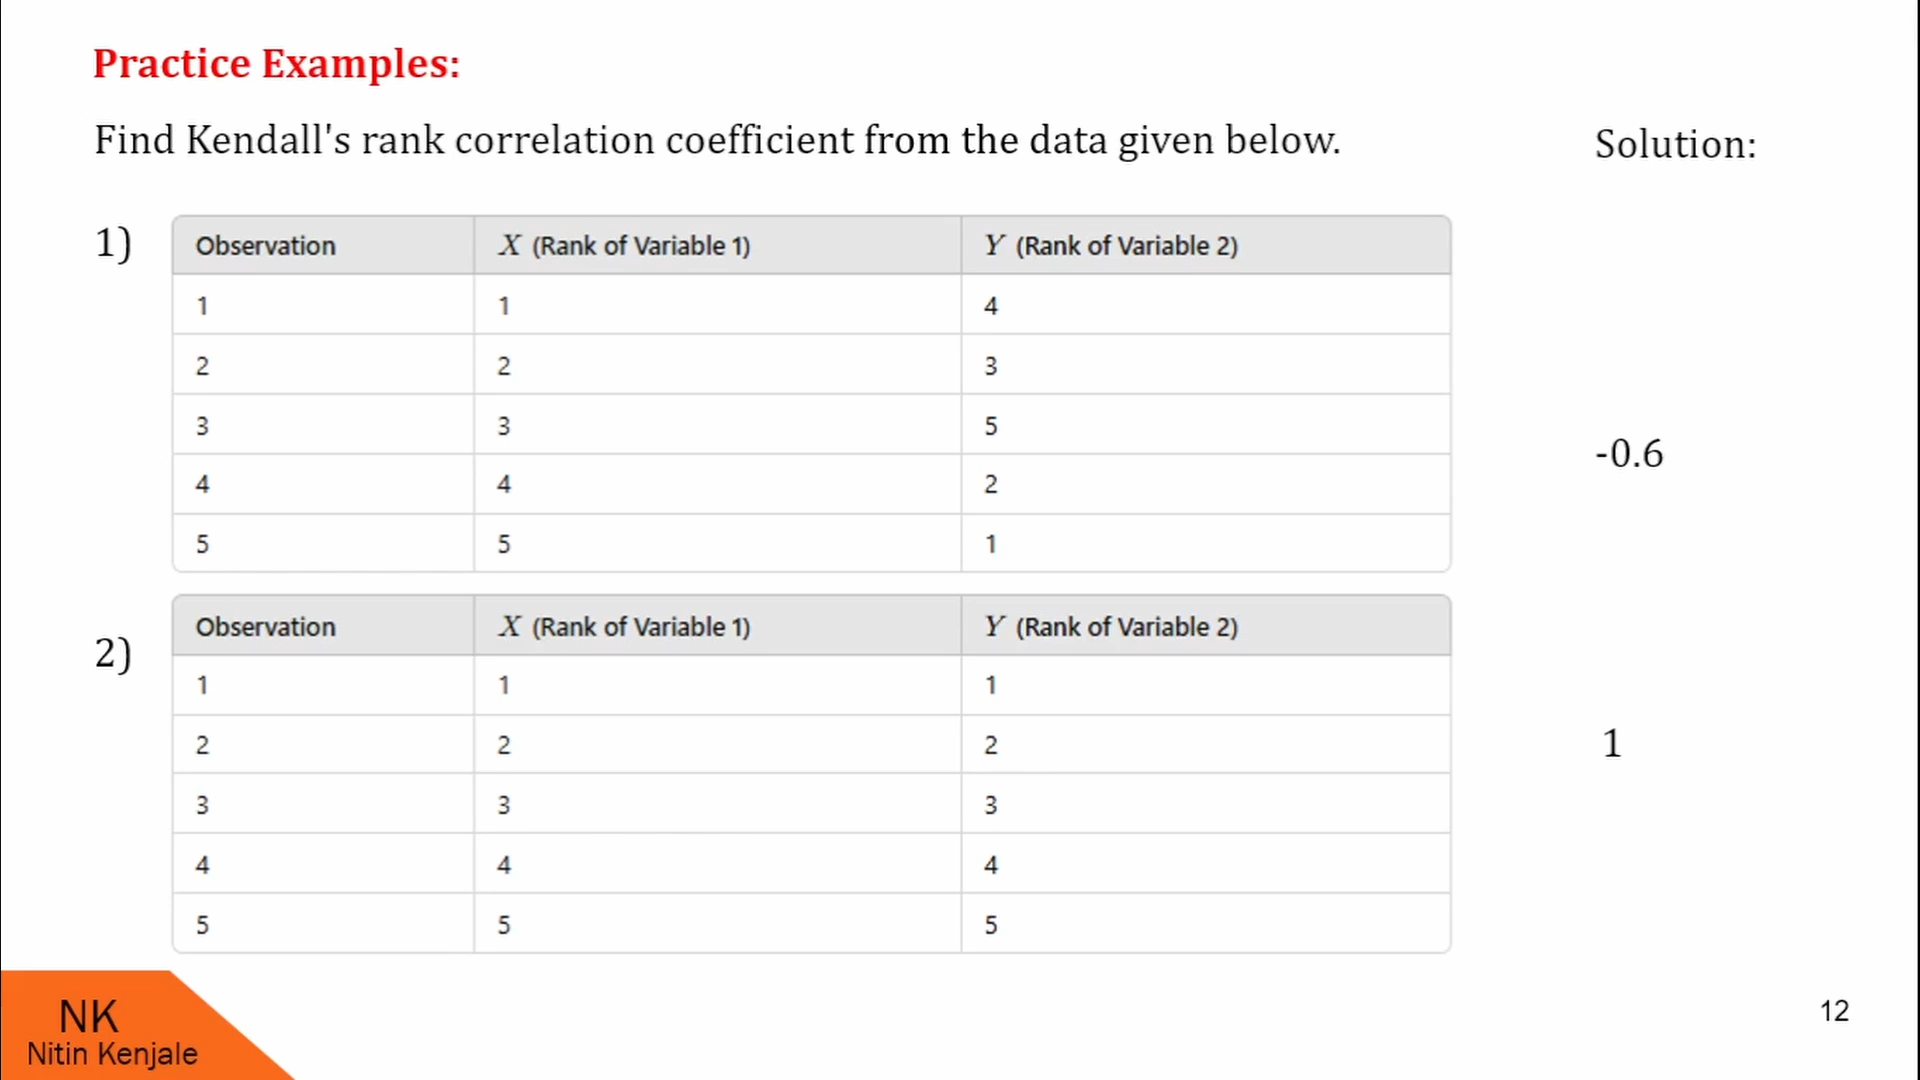 Practice Examples:
Find Kendall's rank correlation coefficient from the data given below.
Solution:
1)
Observation X (Rank of Variable 1) Y (Rank of Variable 2)
1 1 4
2 2 3
3 3 5
4 4 2
5 5 1
-0.6
2)
Observation X (Rank of Variable 1) Y (Rank of Variable 2)
1 1 1
2 2 2
3 3 3
4 4 4
5 5 5
1
NK
Nitin Kenjale
12